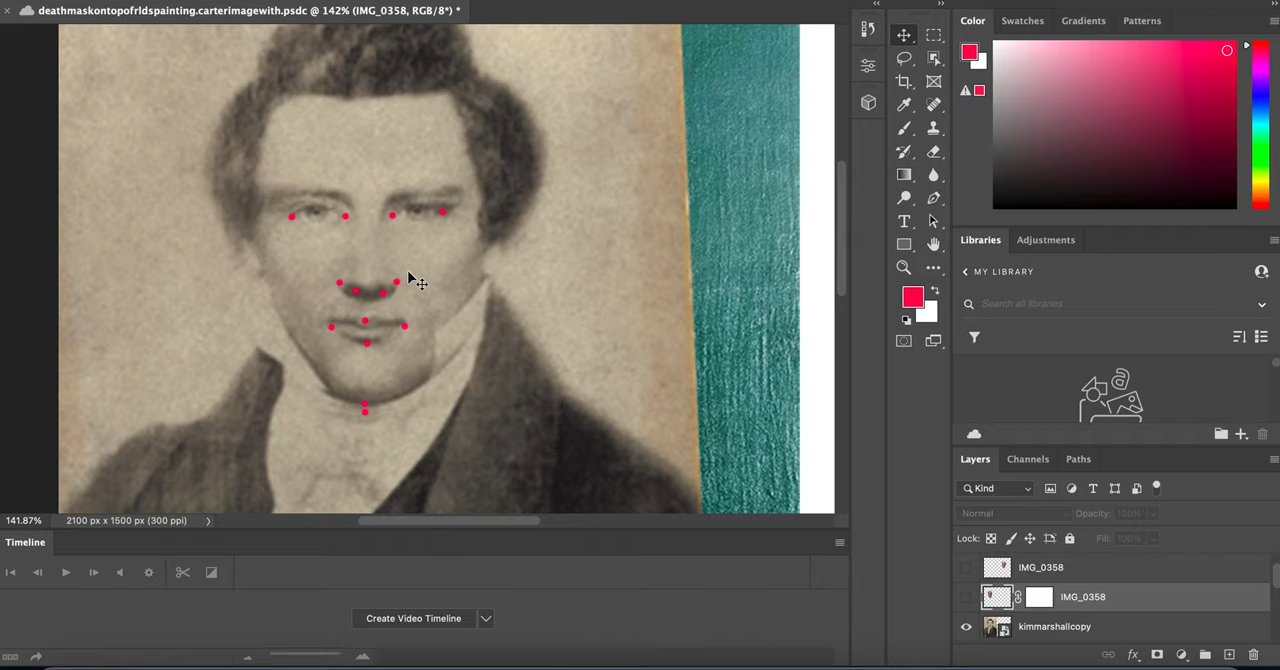 deathmaskontopofrldspainting.carterimagewith.psdc @ 142% (IMG_0358, RGB/8*) *
Color
Swatches
Gradients
Patterns
Libraries
Adjustments
MY LIBRARY
Search all libraries
Layers
Channels
Paths
Kind
Normal
Opacity: 100%
Lock:
Fill: 100%
IMG_0358
IMG_0358
kimmarshallcopy
141.87%
2100 px x 1500 px (300 ppi)
Timeline
Create Video Timeline